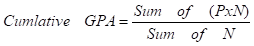 Cumlative GPA = Sum of (PxN) / Sum of N